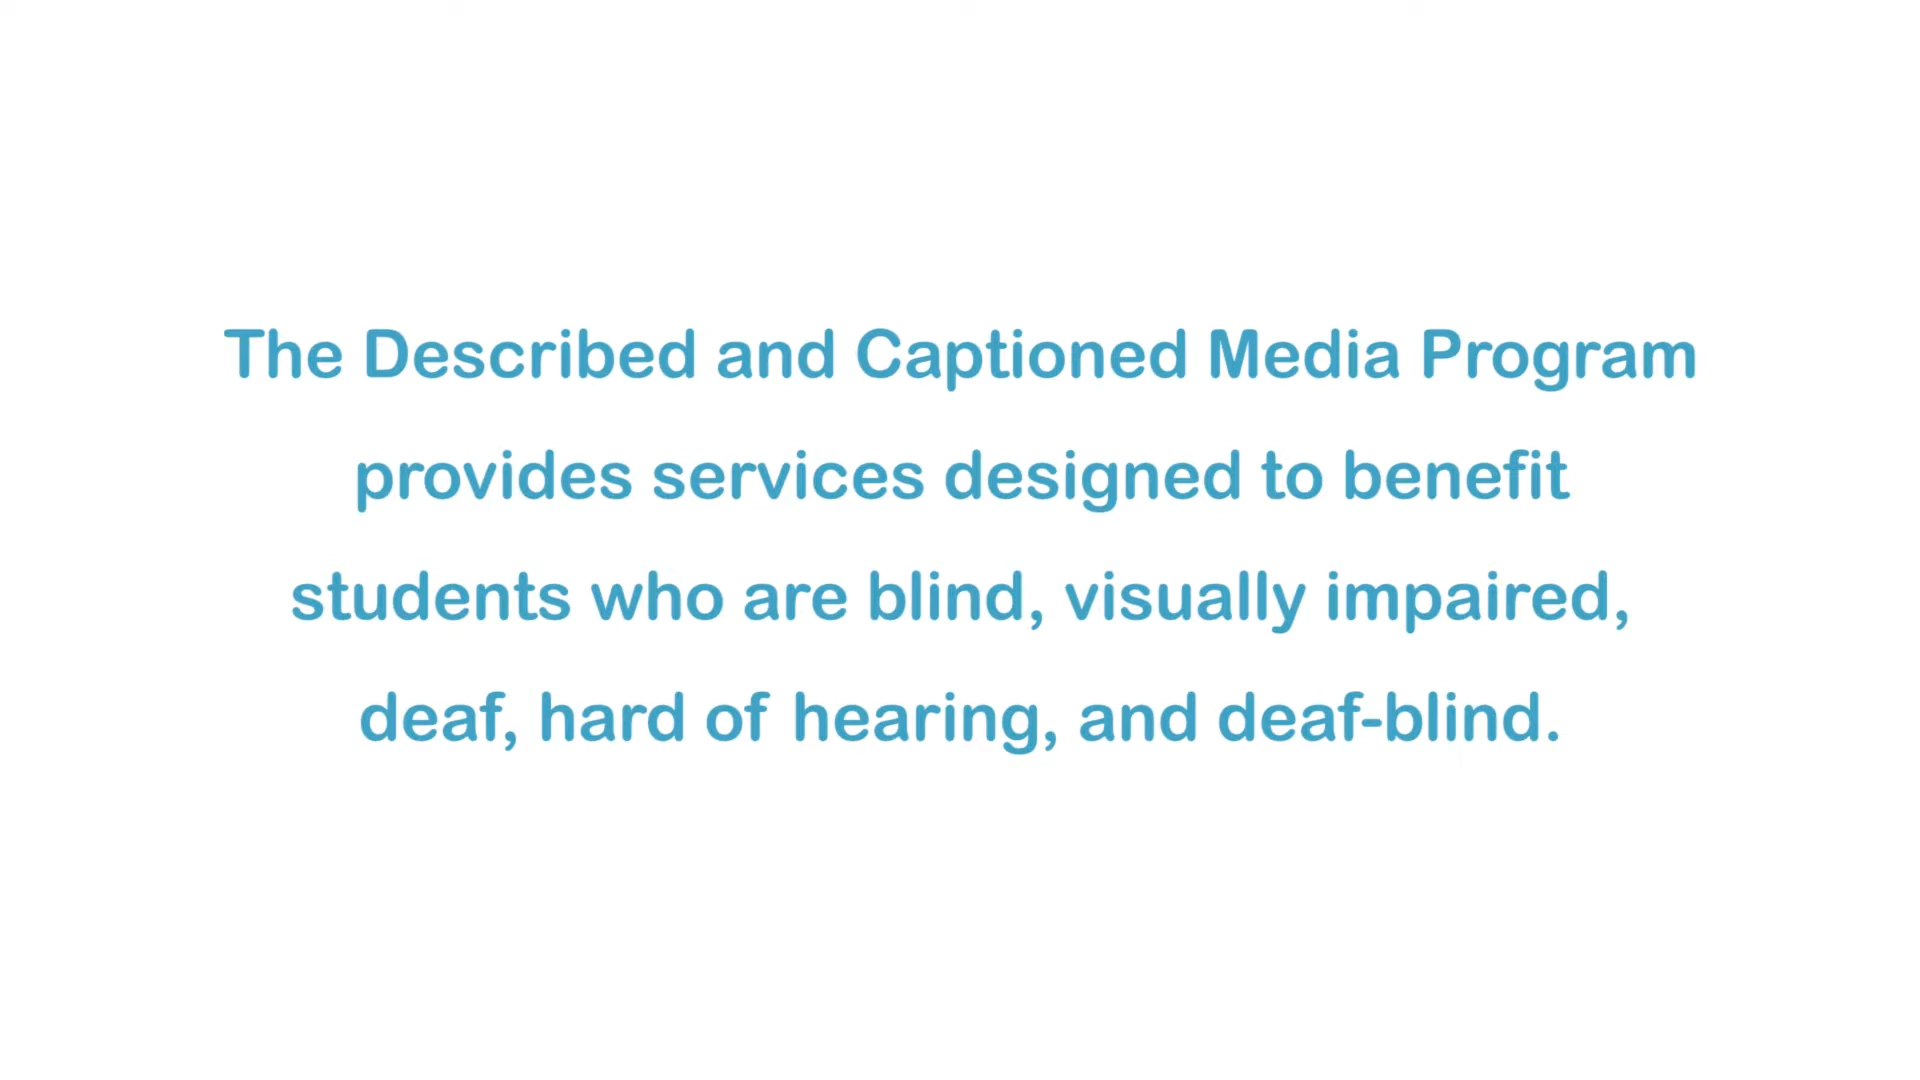 The Described and Captioned Media Program
provides services designed to benefit
students who are blind, visually impaired,
deaf, hard of hearing, and deaf-blind.